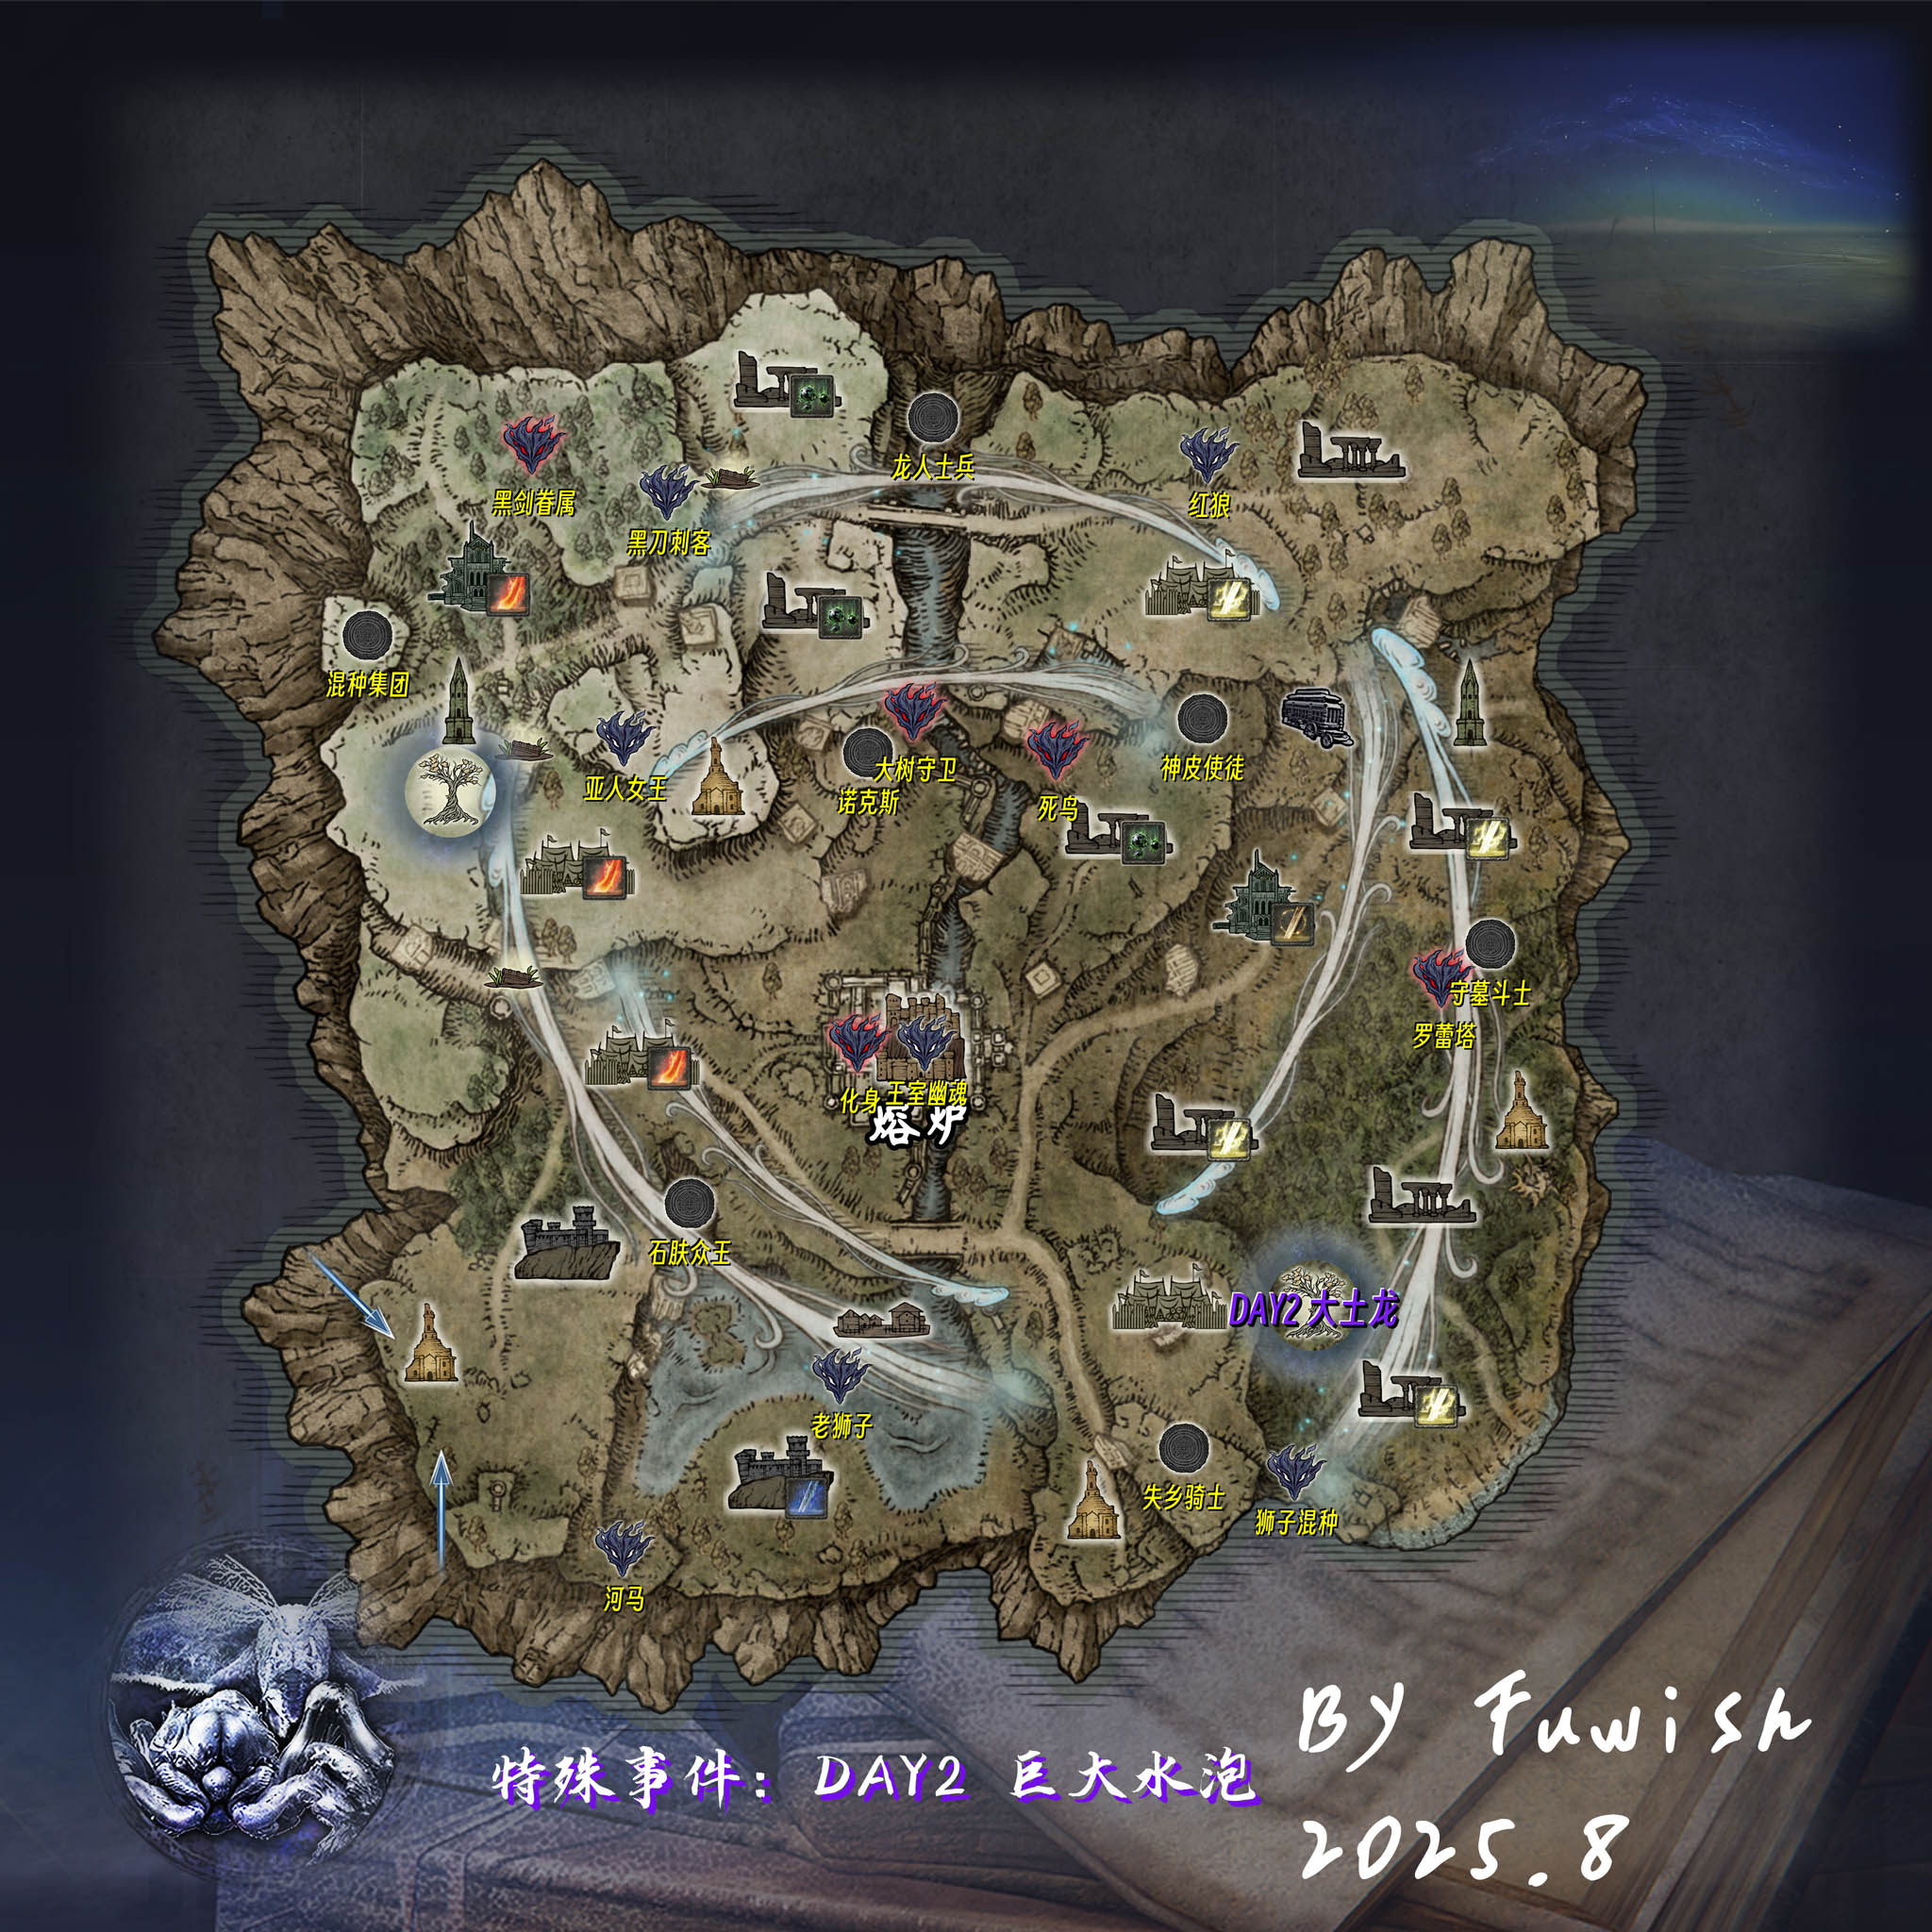 龙人士兵
红狼
黑剑眷属
黑刀刺客
混种集团
亚人女王
大树守卫
诺克斯
死鸟
神皮使徒
守墓斗士
罗蕾塔
化身
王室幽魂
熔炉
石肤众王
DAY2 大土龙
老狮子
失乡骑士
狮子混种
河马
BY Fuwish
特殊事件：DAY2 巨大水泡
2025.8